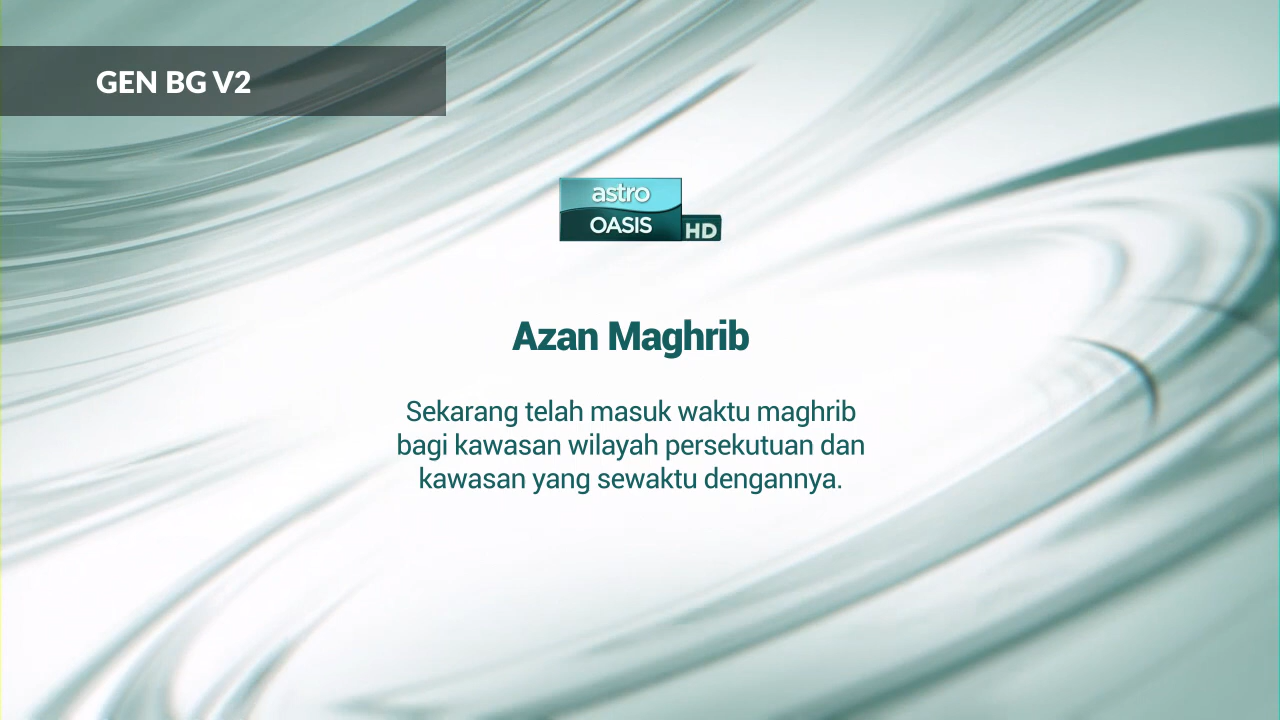 GEN BG V2
astro
OASIS
HD
Azan Maghrib
Sekarang telah masuk waktu maghrib
bagi kawasan wilayah persekutuan dan
kawasan yang sewaktu dengannya.